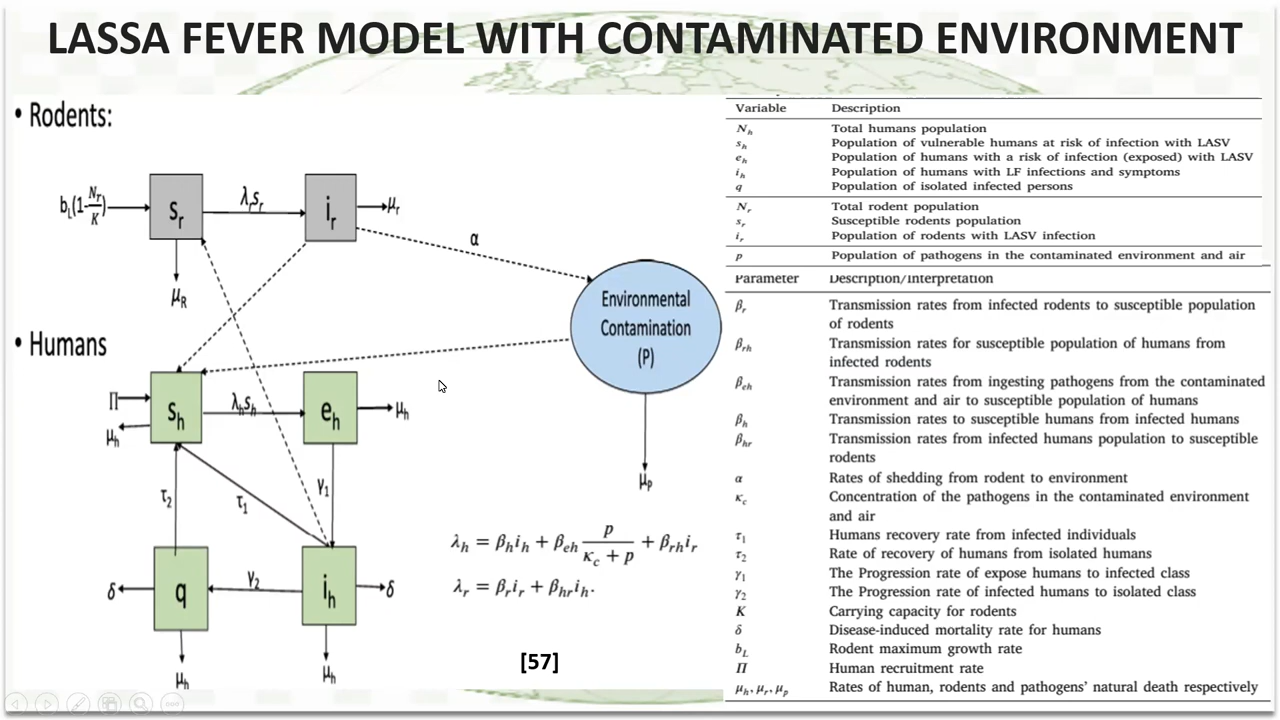 LASSA FEVER MODEL WITH CONTAMINATED ENVIRONMENT
• Rodents:
b_L(1-N_r/K)
s_r
λ_r s_r
i_r
μ_r
α
μ_R
Environmental
Contamination
(P)
μ_P
• Humans
Π
μ_h
s_h
λ_h s_h
e_h
μ_h
τ_2
τ_1
γ_1
δ
q
γ_2
i_h
δ
μ_h
μ_h
λ_h = β_h i_h + β_eh p/(κ_c + p) + β_rh i_r
λ_r = β_r i_r + β_hr i_h.
[57]
Variable Description
N_h Total humans population
s_h Population of vulnerable humans at risk of infection with LASV
e_h Population of humans with a risk of infection (exposed) with LASV
i_h Population of humans with LF infections and symptoms
q Population of isolated infected persons
N_r Total rodent population
s_r Susceptible rodents population
i_r Population of rodents with LASV infection
p Population of pathogens in the contaminated environment and air
Parameter Description/Interpretation
β_r Transmission rates from infected rodents to susceptible population
of rodents
β_rh Transmission rates for susceptible population of humans from
infected rodents
β_eh Transmission rates from ingesting pathogens from the contaminated
environment and air to susceptible population of humans
β_h Transmission rates to susceptible humans from infected humans
β_hr Transmission rates from infected humans population to susceptible
rodents
α Rates of shedding from rodent to environment
κ_c Concentration of the pathogens in the contaminated environment
and air
τ_1 Humans recovery rate from infected individuals
τ_2 Rate of recovery of humans from isolated humans
γ_1 The Progression rate of expose humans to infected class
γ_2 The Progression rate of infected humans to isolated class
K Carrying capacity for rodents
δ Disease-induced mortality rate for humans
b_L Rodent maximum growth rate
Π Human recruitment rate
μ_h, μ_r, μ_p Rates of human, rodents and pathogens' natural death respectively